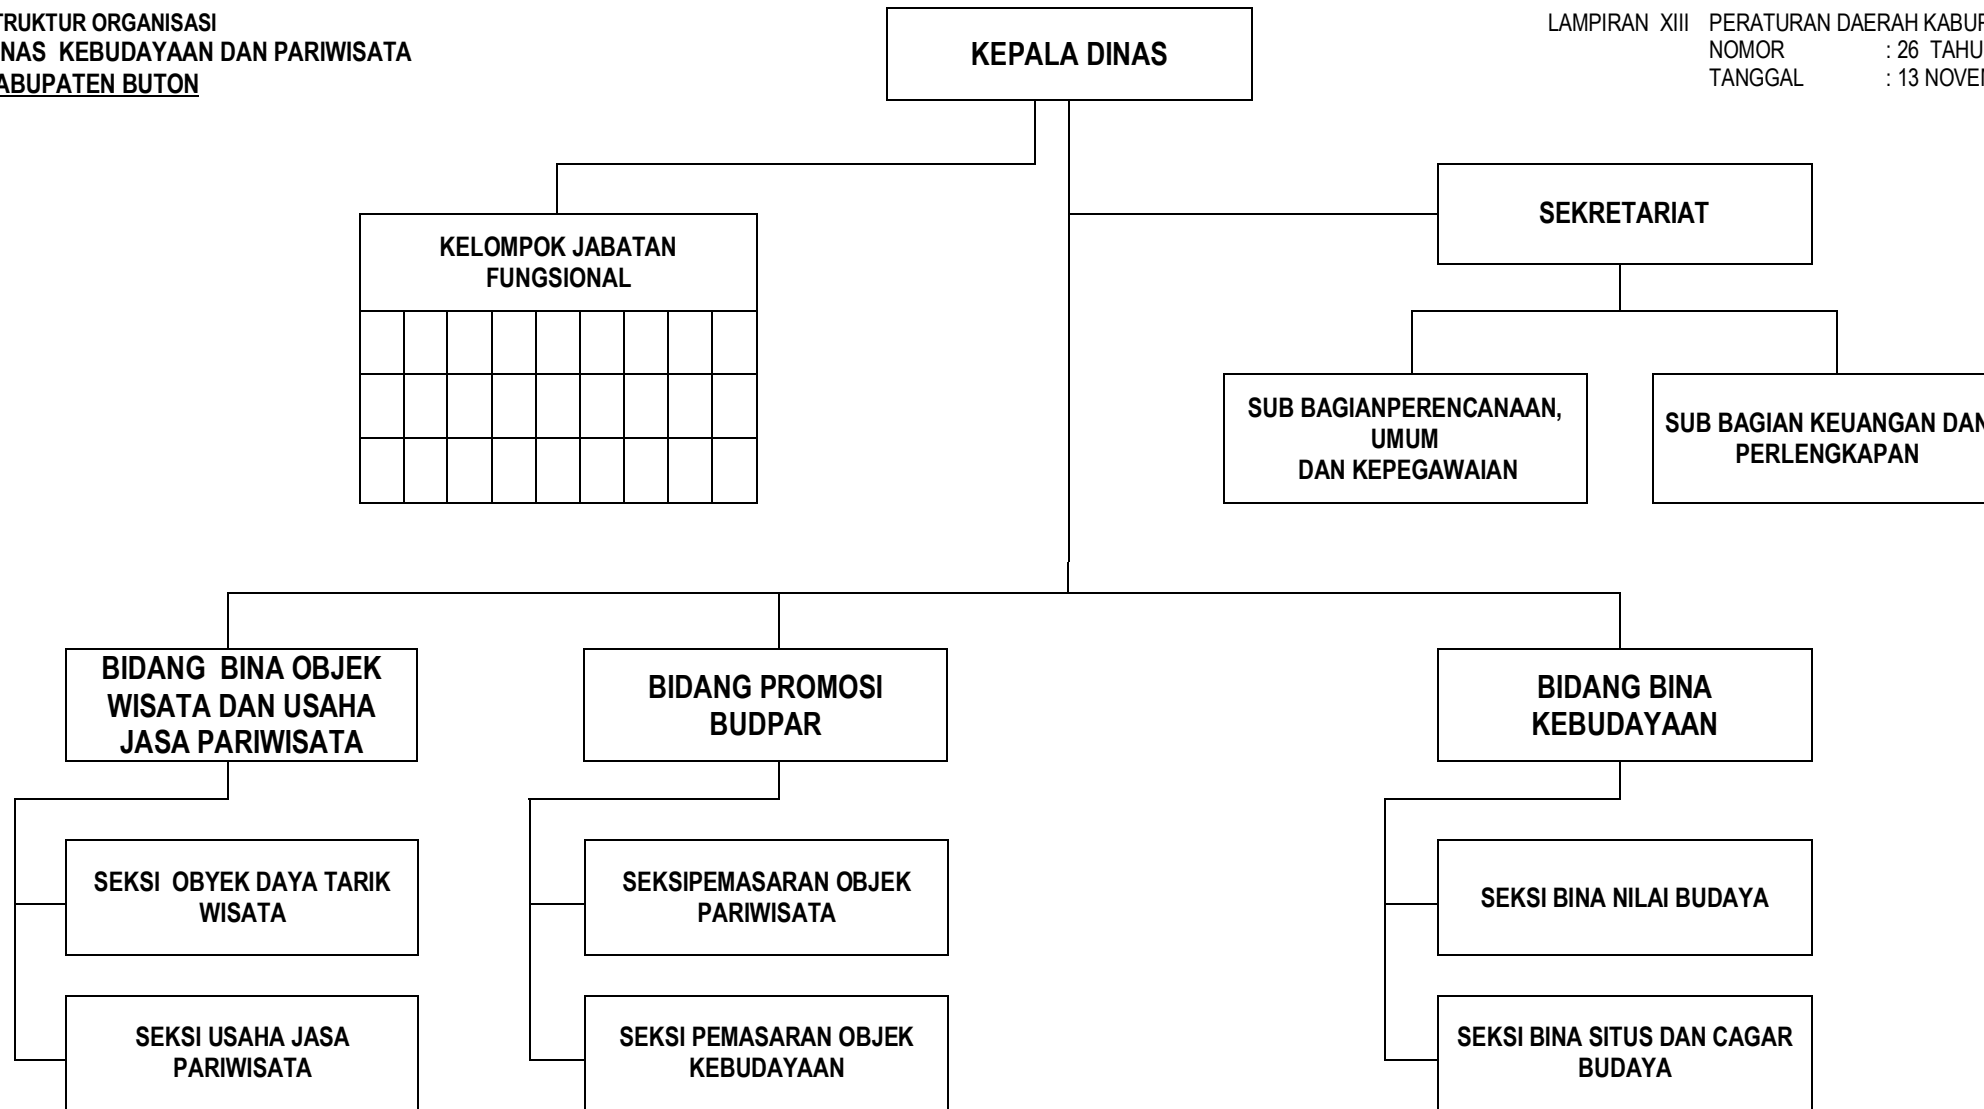 TRUKTUR ORGANISASI
INAS KEBUDAYAAN DAN PARIWISATA
ABUPATEN BUTON
KEPALA DINAS
LAMPIRAN XIII PERATURAN DAERAH KABUP
NOMOR : 26 TAHU
TANGGAL : 13 NOVE
SEKRETARIAT
KELOMPOK JABATAN
FUNGSIONAL
SUB BAGIANPERENCANAAN,
UMUM
DAN KEPEGAWAIAN
SUB BAGIAN KEUANGAN DAN
PERLENGKAPAN
BIDANG BINA OBJEK
WISATA DAN USAHA
JASA PARIWISATA
BIDANG PROMOSI
BUDPAR
BIDANG BINA
KEBUDAYAAN
SEKSI OBYEK DAYA TARIK
WISATA
SEKSIPEMASARAN OBJEK
PARIWISATA
SEKSI BINA NILAI BUDAYA
SEKSI USAHA JASA
PARIWISATA
SEKSI PEMASARAN OBJEK
KEBUDAYAAN
SEKSI BINA SITUS DAN CAGAR
BUDAYA